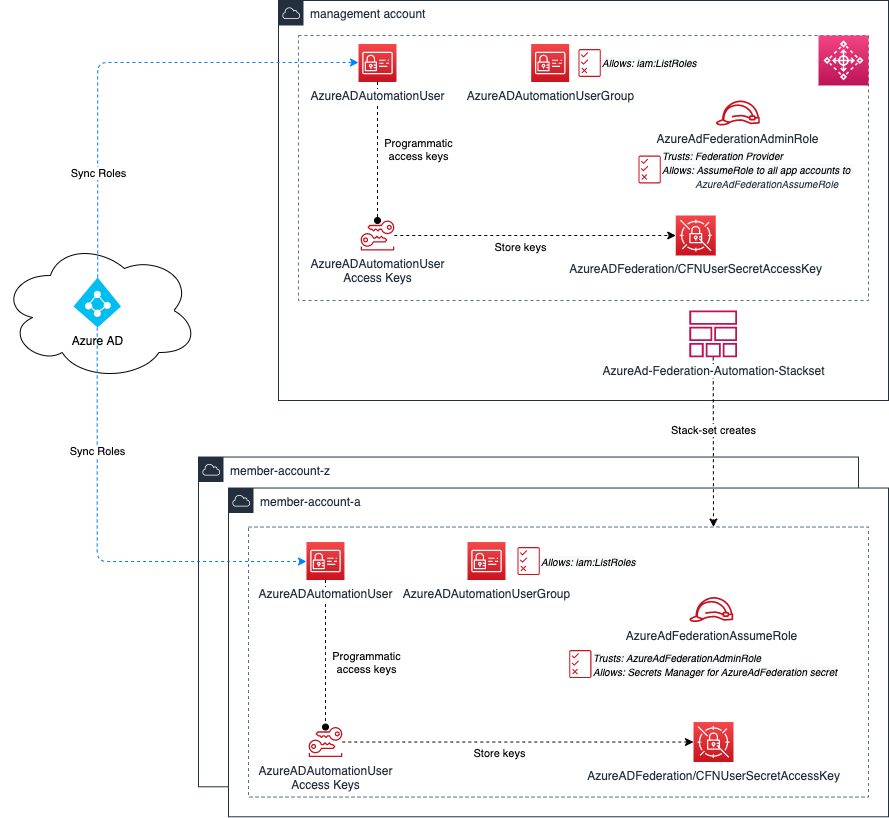 management account
AzureADAutomationUser
AzureADAutomationUserGroup
Allows: iam:ListRoles
AzureAdFederationAdminRole
Trusts: Federation Provider
Allows: AssumeRole to all app accounts to
AzureAdFederationAssumeRole
Programmatic
access keys
Sync Roles
AzureADAutomationUser
Access Keys
Store keys
AzureADFederation/CFNUserSecretAccessKey
Azure AD
AzureAd-Federation-Automation-Stackset
Stack-set creates
Sync Roles
member-account-z
member-account-a
AzureADAutomationUser
AzureADAutomationUserGroup
Allows: iam:ListRoles
AzureAdFederationAssumeRole
Trusts: AzureAdFederationAdminRole
Allows: Secrets Manager for AzureAdFederation secret
Programmatic
access keys
AzureADAutomationUser
Access Keys
Store keys
AzureADFederation/CFNUserSecretAccessKey